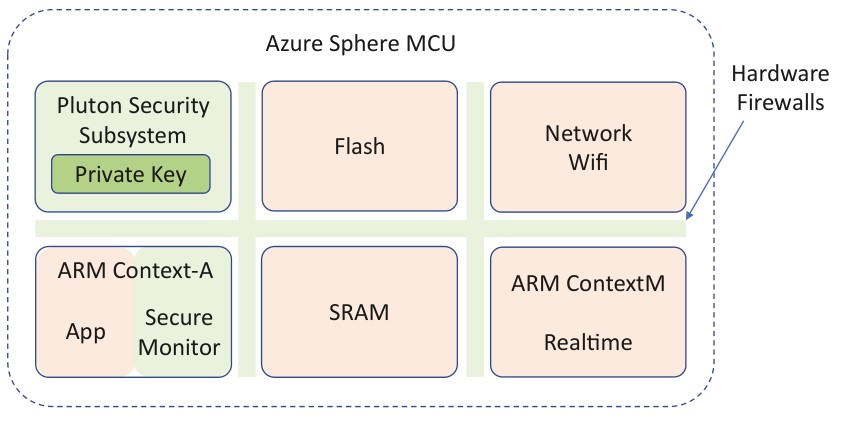 Azure Sphere MCU
Hardware
Firewalls
Pluton Security
Subsystem
Private Key
Flash
Network
Wifi
ARM Context-A
App
Secure
Monitor
SRAM
ARM ContextM
Realtime